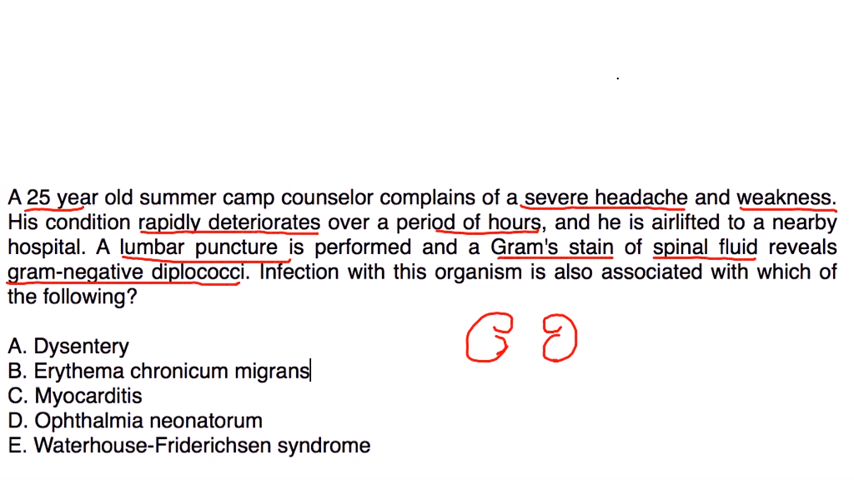 A 25 year old summer camp counselor complains of a severe headache and weakness.
His condition rapidly deteriorates over a period of hours, and he is airlifted to a nearby
hospital. A lumbar puncture is performed and a Gram's stain of spinal fluid reveals
gram-negative diplococci. Infection with this organism is also associated with which of
the following?
A. Dysentery
B. Erythema chronicum migrans
C. Myocarditis
D. Ophthalmia neonatorum
E. Waterhouse-Friderichsen syndrome